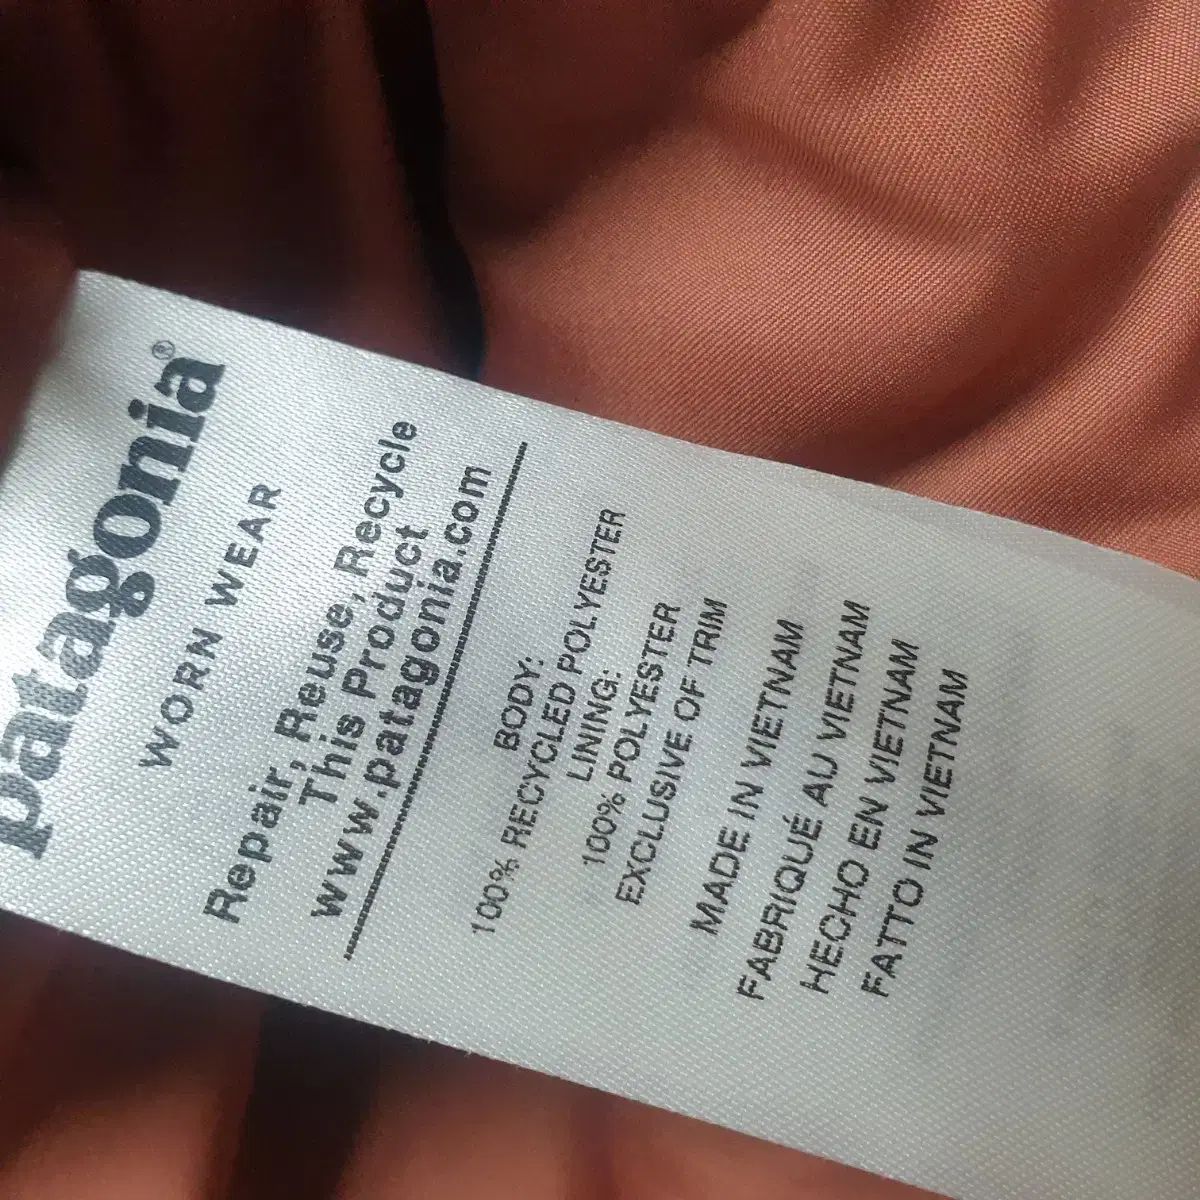 patagonia®
WORN WEAR
Repair, Reuse, Recycle
This Product
www.patagonia.com
BODY:
100% RECYCLED POLYESTER
LINING:
100% POLYESTER
EXCLUSIVE OF TRIM
MADE IN VIETNAM
FABRIQUÉ AU VIETNAM
HECHO EN VIETNAM
FATTO IN VIETNAM